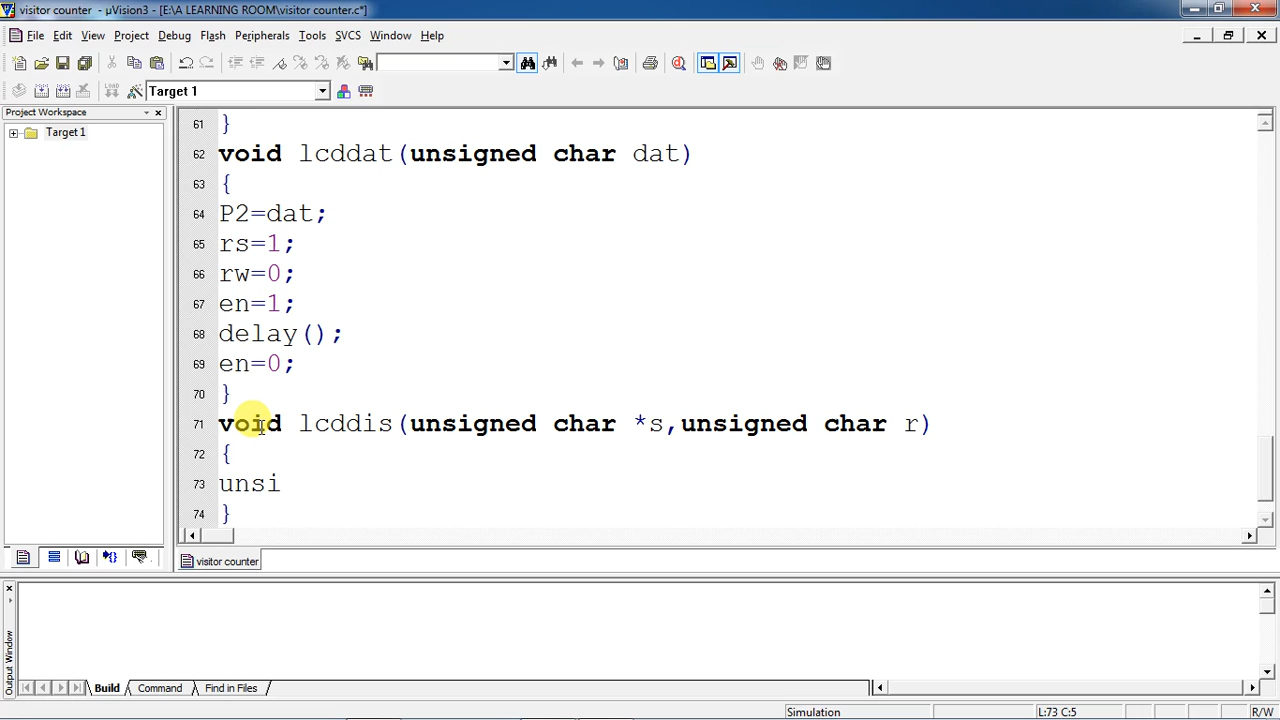 visitor counter - µVision3 - [E:\A LEARNING ROOM\visitor counter.c*]
File Edit View Project Debug Flash Peripherals Tools SVCS Window Help
Target 1
Project Workspace
Target 1
61 }
62 void lcddat(unsigned char dat)
63 {
64 P2=dat;
65 rs=1;
66 rw=0;
67 en=1;
68 delay();
69 en=0;
70 }
71 void lcddis(unsigned char *s,unsigned char r)
72 {
73 unsi
74 }
visitor counter
Output Window
Build Command Find in Files
Simulation L:73 C:5 R/W